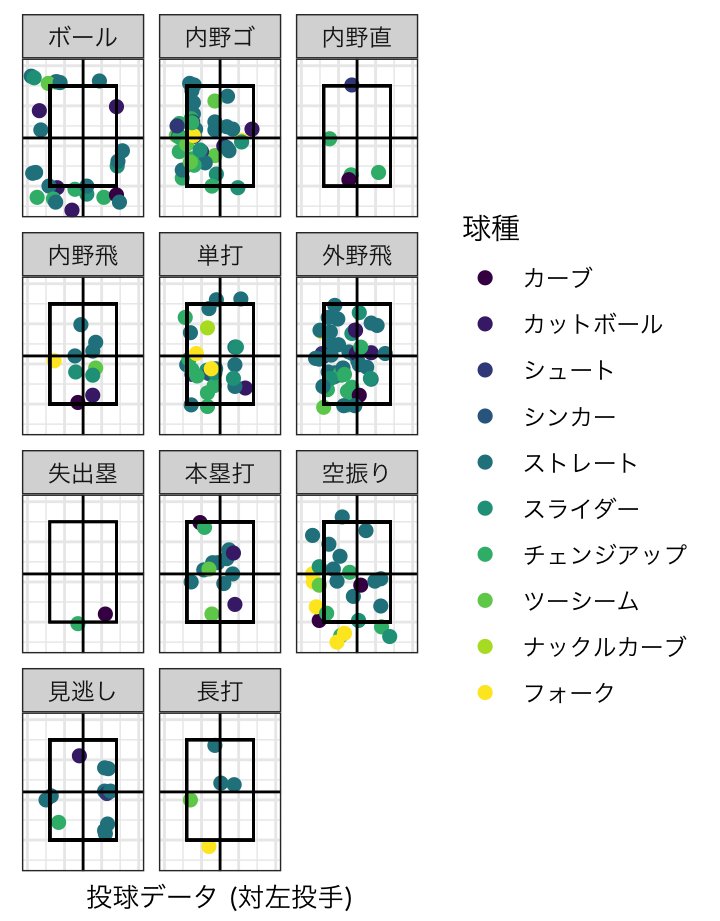 ボール
内野ゴ
内野直
内野飛
単打
外野飛
失出塁
本塁打
空振り
見逃し
長打
球種
カーブ
カットボール
シュート
シンカー
ストレート
スライダー
チェンジアップ
ツーシーム
ナックルカーブ
フォーク
投球データ (対左投手)